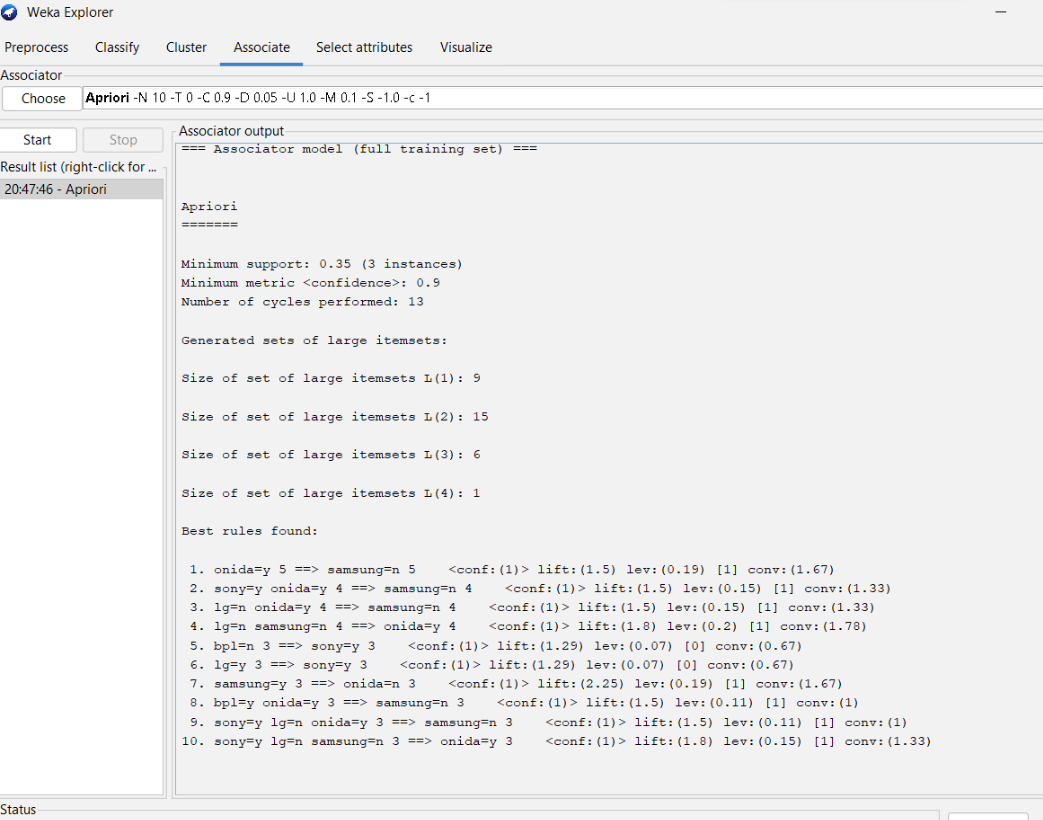 Weka Explorer
Preprocess Classify Cluster Associate Select attributes Visualize
Associator
Choose Apriori -N 10 -T 0 -C 0.9 -D 0.05 -U 1.0 -M 0.1 -S -1.0 -c -1
Start Stop Associator output
=== Associator model (full training set) ===
Result list (right-click for ...
20:47:46 - Apriori
Apriori
=======
Minimum support: 0.35 (3 instances)
Minimum metric <confidence>: 0.9
Number of cycles performed: 13
Generated sets of large itemsets:
Size of set of large itemsets L(1): 9
Size of set of large itemsets L(2): 15
Size of set of large itemsets L(3): 6
Size of set of large itemsets L(4): 1
Best rules found:
1. onida=y 5 ==> samsung=n 5 <conf:(1)> lift:(1.5) lev:(0.19) [1] conv:(1.67)
2. sony=y onida=y 4 ==> samsung=n 4 <conf:(1)> lift:(1.5) lev:(0.15) [1] conv:(1.33)
3. lg=n onida=y 4 ==> samsung=n 4 <conf:(1)> lift:(1.5) lev:(0.15) [1] conv:(1.33)
4. lg=n samsung=n 4 ==> onida=y 4 <conf:(1)> lift:(1.8) lev:(0.2) [1] conv:(1.78)
5. bpl=n 3 ==> sony=y 3 <conf:(1)> lift:(1.29) lev:(0.07) [0] conv:(0.67)
6. lg=y 3 ==> sony=y 3 <conf:(1)> lift:(1.29) lev:(0.07) [0] conv:(0.67)
7. samsung=y 3 ==> onida=n 3 <conf:(1)> lift:(2.25) lev:(0.19) [1] conv:(1.67)
8. bpl=y onida=y 3 ==> samsung=n 3 <conf:(1)> lift:(1.5) lev:(0.11) [1] conv:(1)
9. sony=y lg=n onida=y 3 ==> samsung=n 3 <conf:(1)> lift:(1.5) lev:(0.11) [1] conv:(1)
10. sony=y lg=n samsung=n 3 ==> onida=y 3 <conf:(1)> lift:(1.8) lev:(0.15) [1] conv:(1.33)
Status